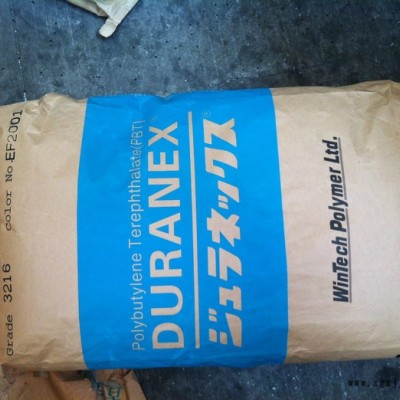 Grade 3216 color No.EF2001
Polybutylene Terephthalate(PBT)
DURANEX
ジュラネックス
WinTech Polymer Ltd.